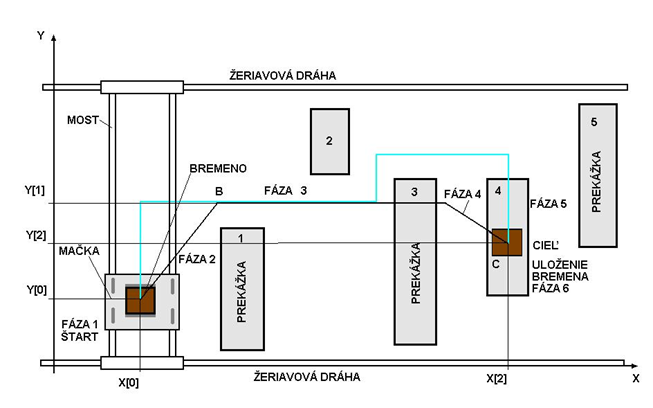 Y
ŽERIAVOVÁ DRÁHA
MOST
2
5
PREKÁŽKA
BREMENO
Y[1]
B
FÁZA 3
3
FÁZA 4
4
FÁZA 5
PREKÁŽKA
Y[2]
MAČKA
FÁZA 2
1
PREKÁŽKA
CIEĽ
C
ULOŽENIE
BREMENA
FÁZA 6
Y[0]
FÁZA 1
ŠTART
X[0]
ŽERIAVOVÁ DRÁHA
X[2]
X